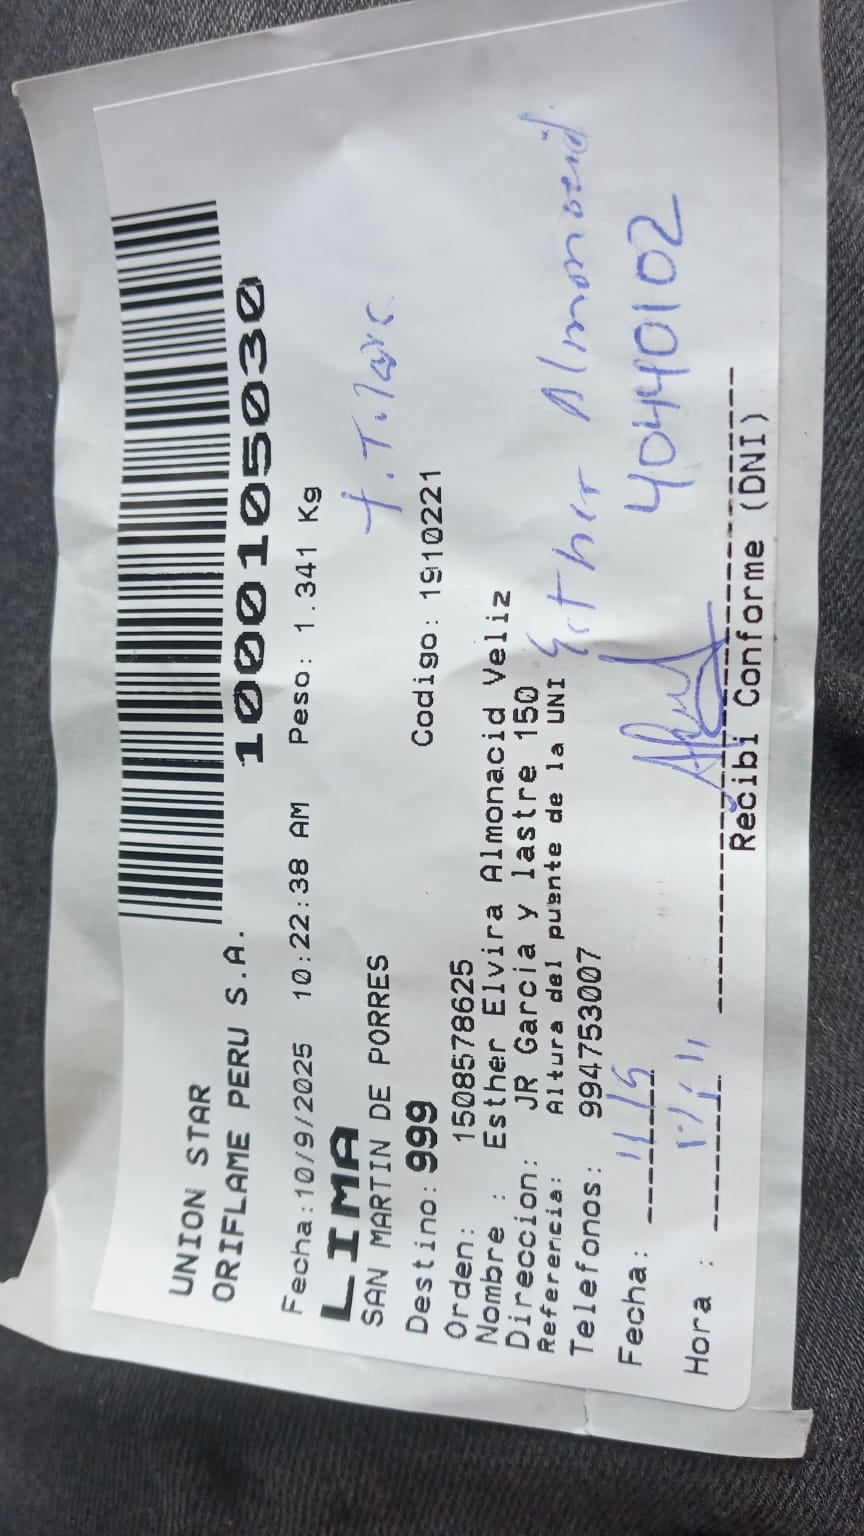 UNION STAR
ORIFLAME PERU S.A.
1000105030
Fecha:10/9/2025 10:22:38 AM Peso: 1.341 Kg
LIMA
SAN MARTIN DE PORRES
Destino: 999 Codigo: 1910221
Orden: 1508578625
Nombre : Esther Elvira Almonacid Veliz
Direccion: JR Garcia y lastre 150
Referencia: Altura del puente de la UNI
Telefonos: 994753007
Esther Almonacid
Fecha:
40440102
Hora :
Recibi Conforme (DNI)